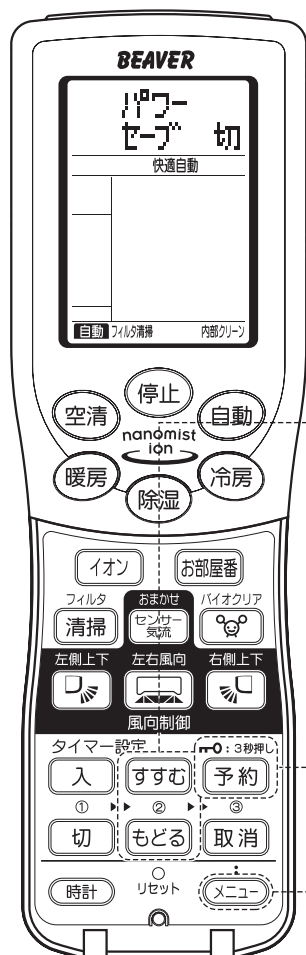 BEAVER
パワー
セーブ 切
快適自動
自動 フィルタ清掃 内部クリーン
停止
空清 自動
nanomist
ion
暖房 冷房
除湿
イオン お部屋番
フィルタ おまかせ バイオクリア
清掃 センサー
気流
左側上下 左右風向 右側上下
風向制御
タイマー設定 :3秒押し
入 すすむ 予約
① ② ③
切 もどる 取消
時計 リセット メニュー